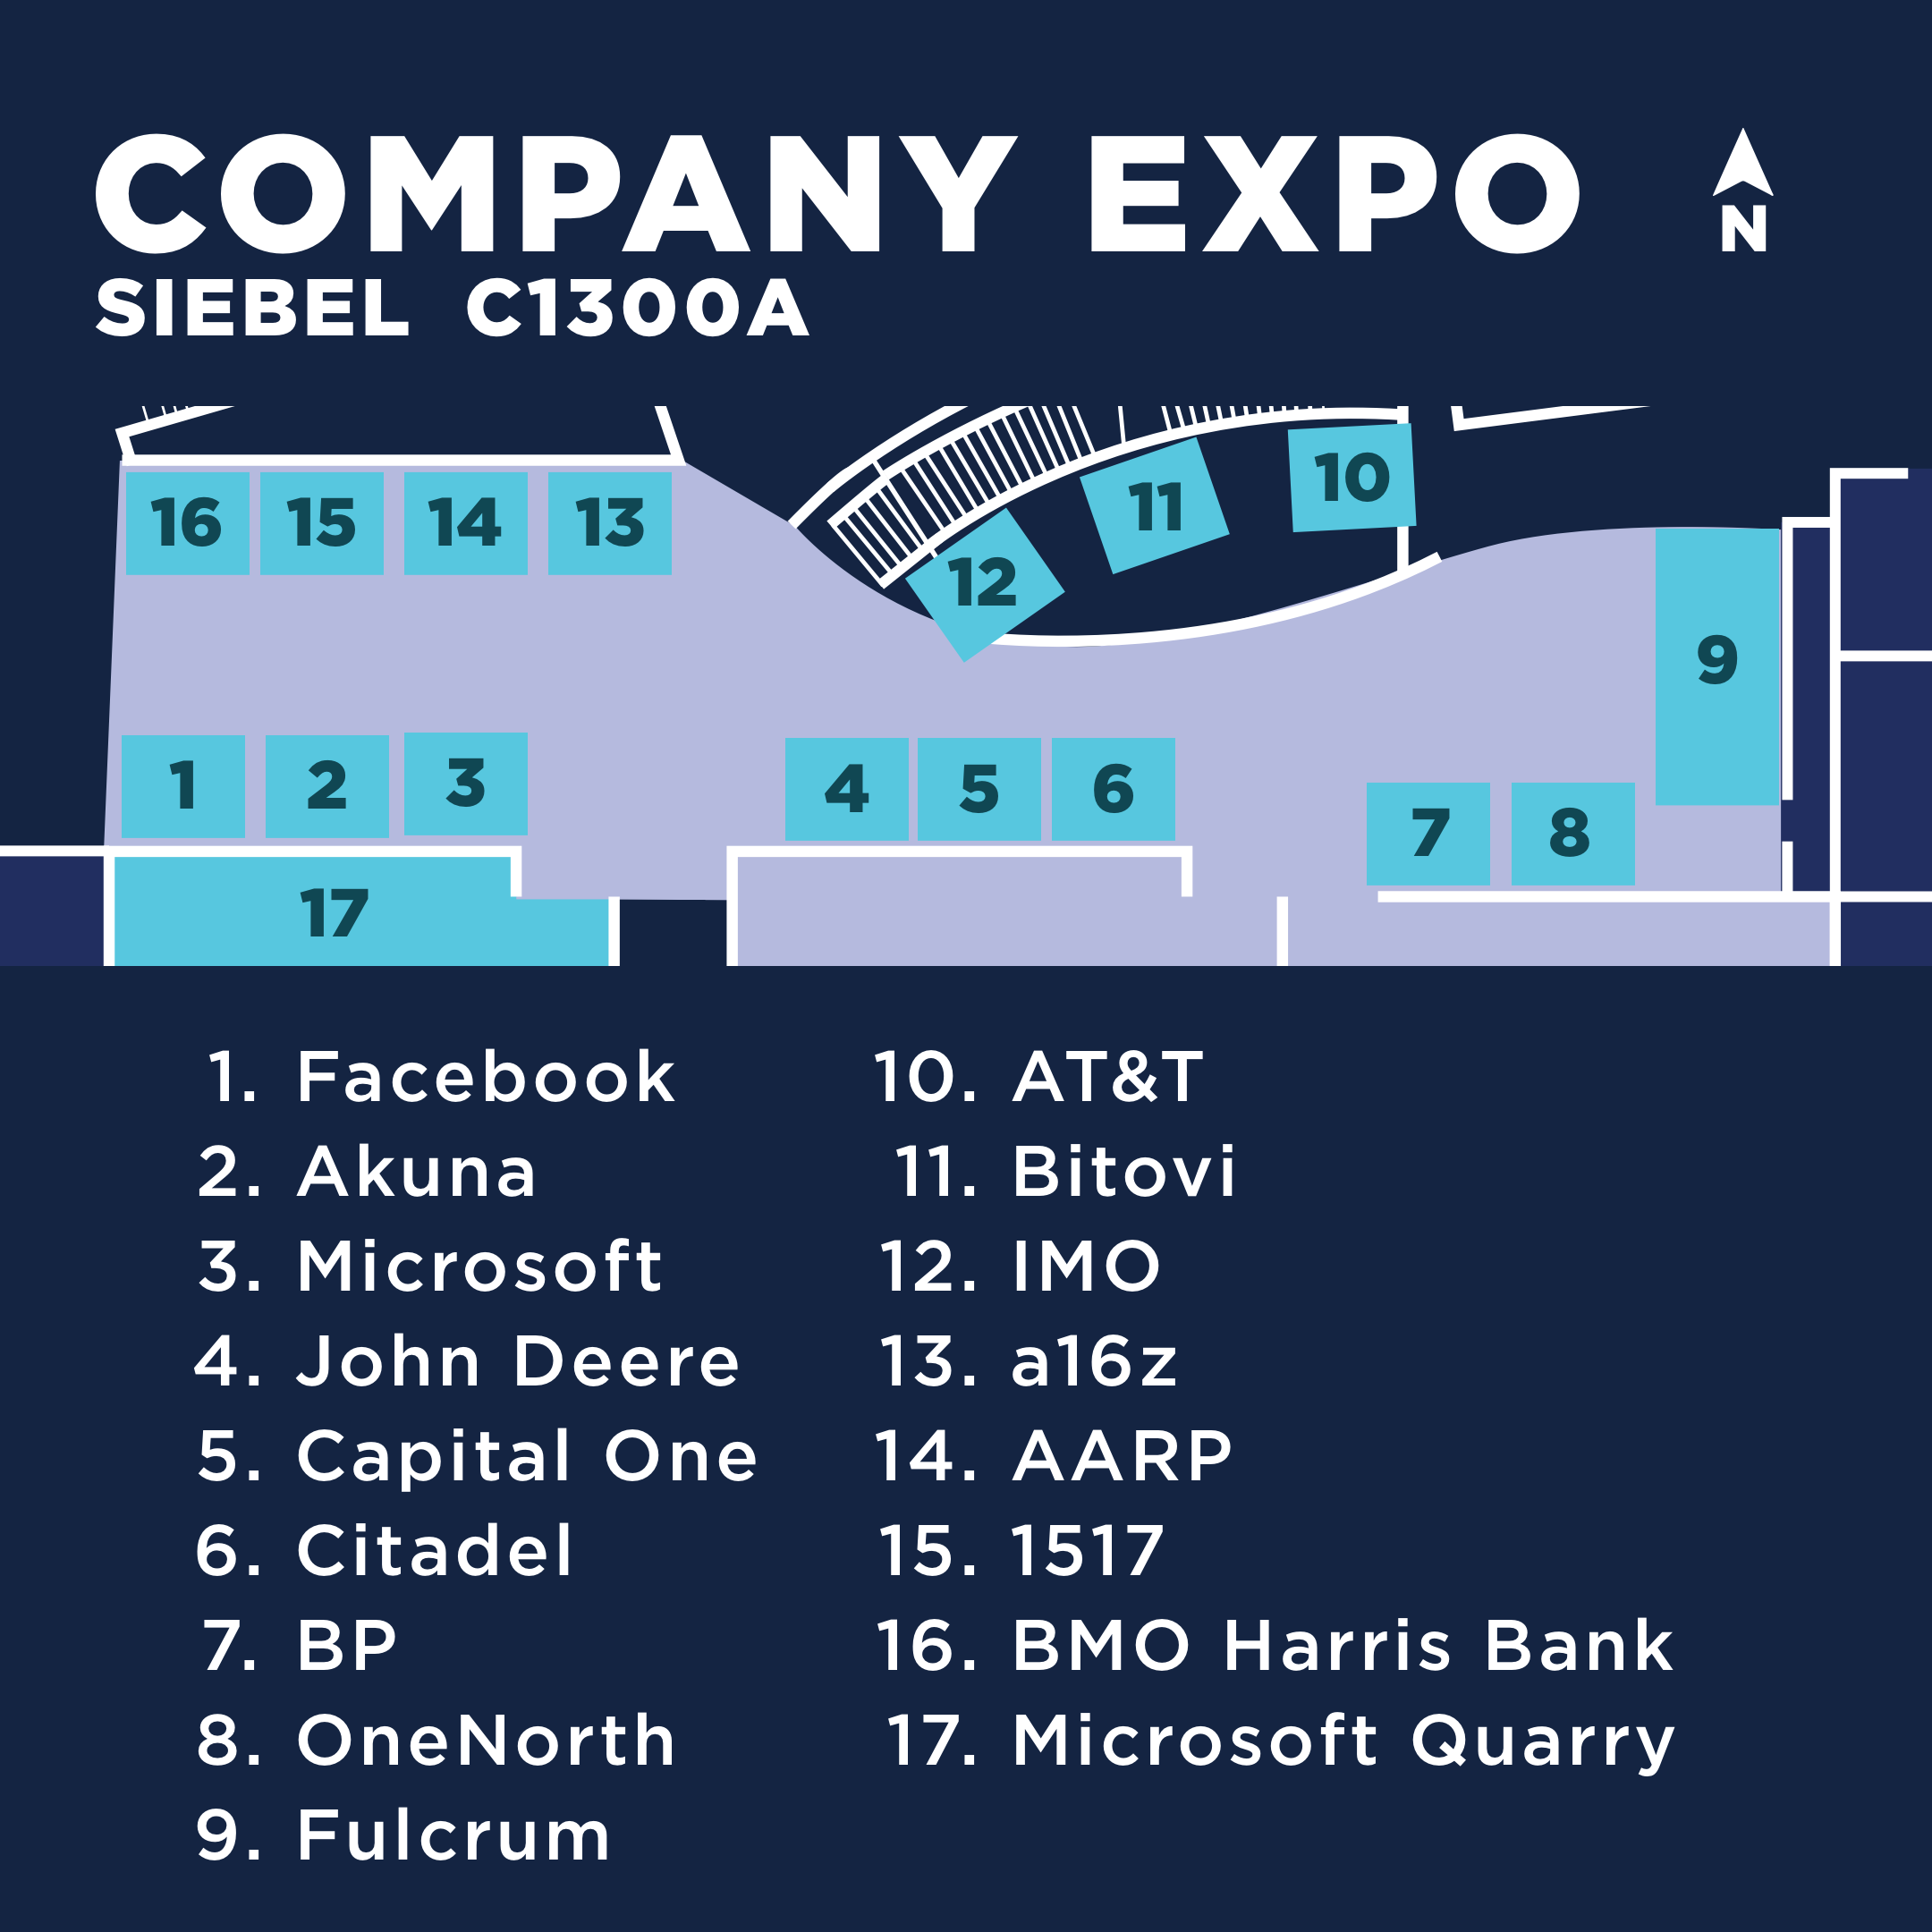 COMPANY EXPO
N
SIEBEL C1300A
16 15 14 13 12 11 10
9
1 2 3 4 5 6 7 8
17
1. Facebook
2. Akuna
3. Microsoft
4. John Deere
5. Capital One
6. Citadel
7. BP
8. OneNorth
9. Fulcrum
10. AT&T
11. Bitovi
12. IMO
13. a16z
14. AARP
15. 1517
16. BMO Harris Bank
17. Microsoft Quarry